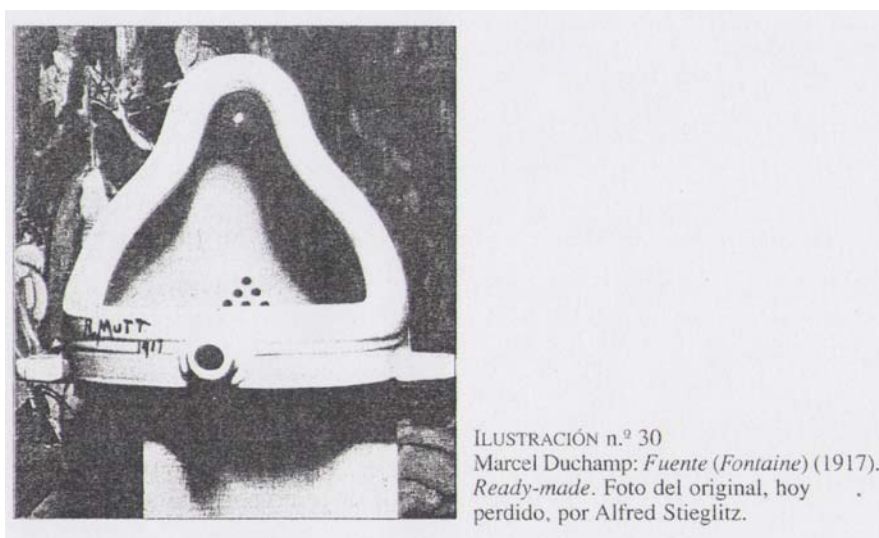 R. MUTT
1917
ILUSTRACIÓN n.º 30
Marcel Duchamp: Fuente (Fontaine) (1917).
Ready-made. Foto del original, hoy
perdido, por Alfred Stieglitz.